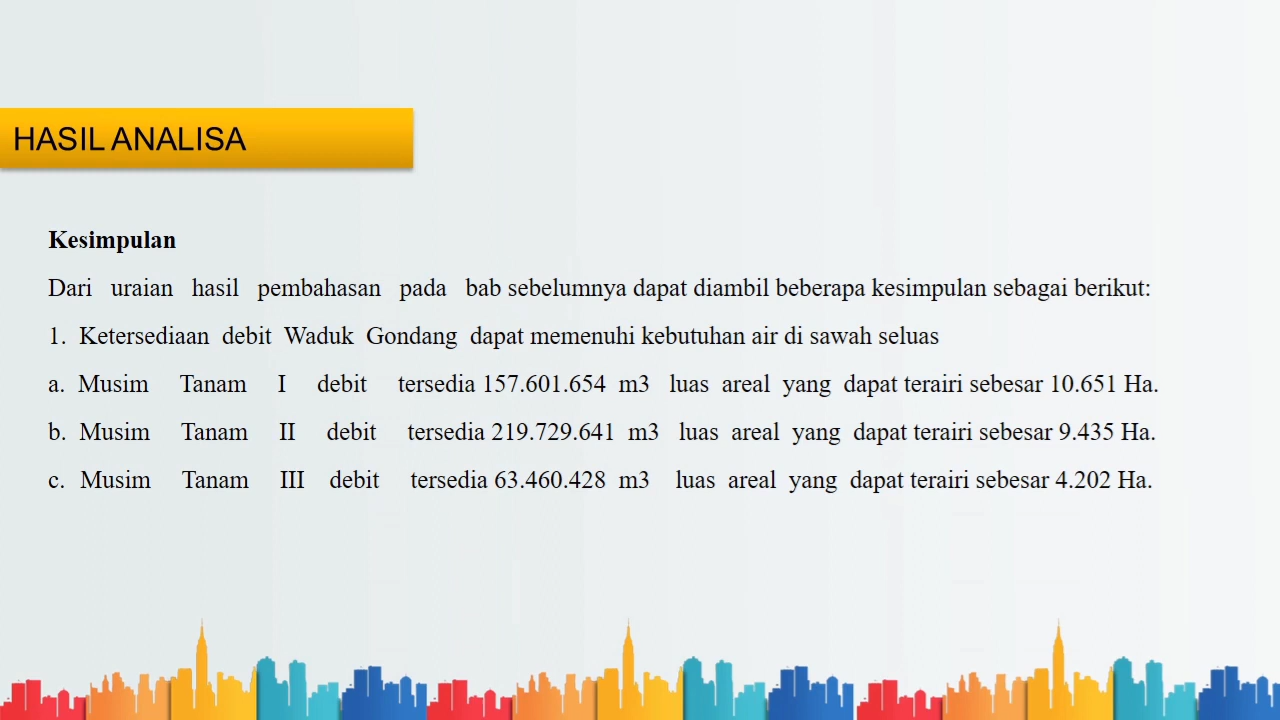 HASIL ANALISA
Kesimpulan
Dari uraian hasil pembahasan pada bab sebelumnya dapat diambil beberapa kesimpulan sebagai berikut:
1. Ketersediaan debit Waduk Gondang dapat memenuhi kebutuhan air di sawah seluas
a. Musim Tanam I debit tersedia 157.601.654 m3 luas areal yang dapat terairi sebesar 10.651 Ha.
b. Musim Tanam II debit tersedia 219.729.641 m3 luas areal yang dapat terairi sebesar 9.435 Ha.
c. Musim Tanam III debit tersedia 63.460.428 m3 luas areal yang dapat terairi sebesar 4.202 Ha.